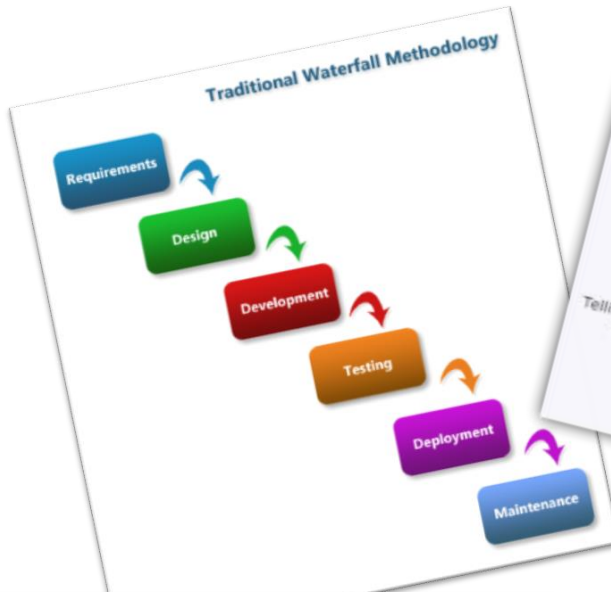 Traditional Waterfall Methodology
Requirements
Design
Development
Testing
Deployment
Maintenance